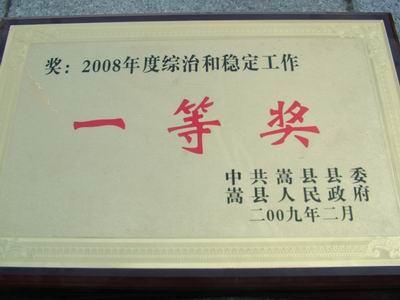 奖：2008年度综治和稳定工作
一等奖
中共嵩县县委
嵩县人民政府
二00九年二月